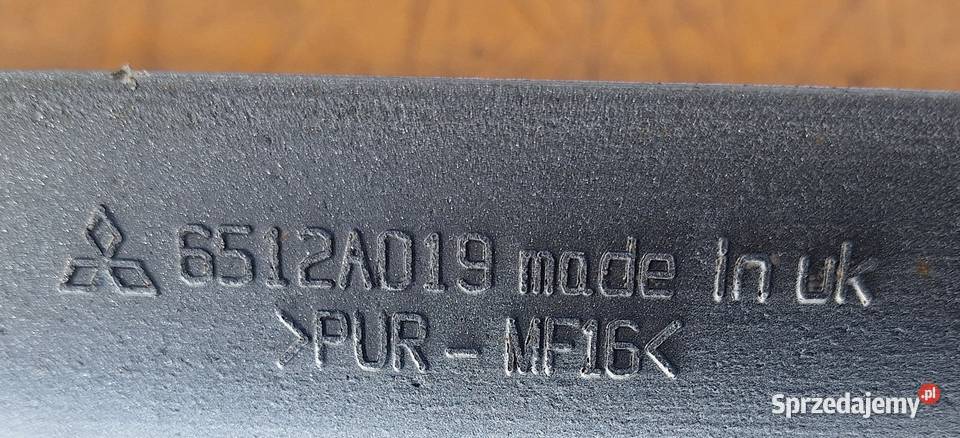 6512A019 made in uk
>PUR - MF16<
Sprzedajemy.pl